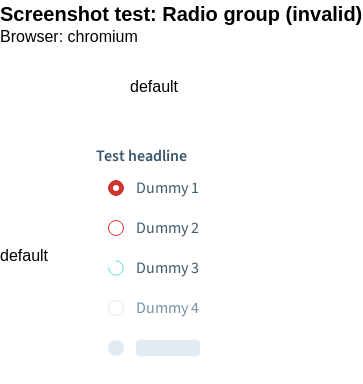 Screenshot test: Radio group (invalid)
Browser: chromium
default
Test headline
Dummy 1
Dummy 2
default
Dummy 3
Dummy 4